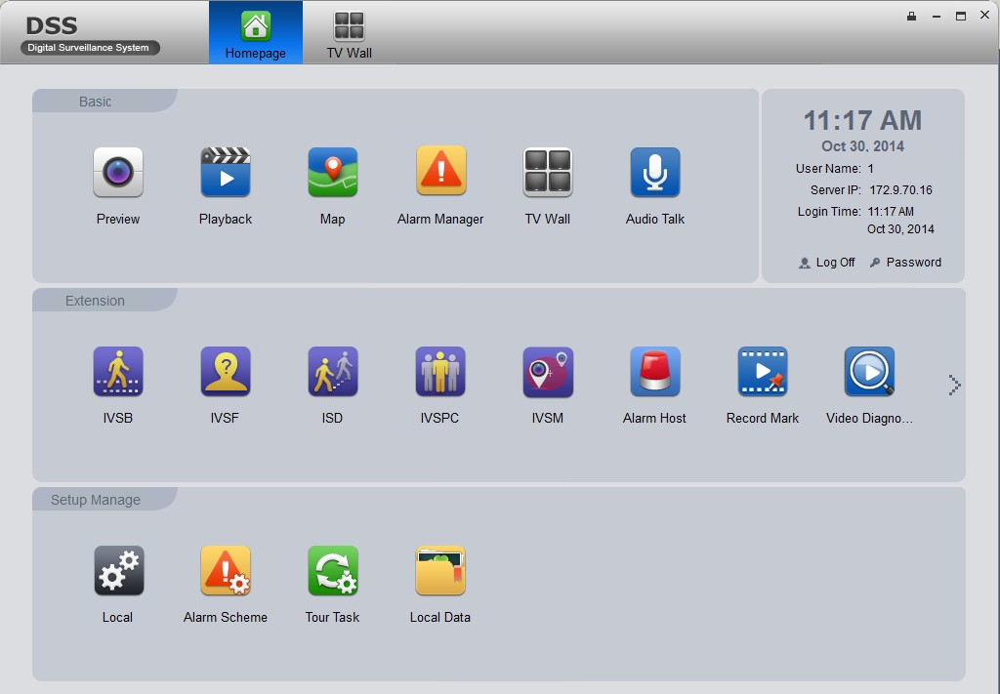 DSS
Digital Surveillance System
Homepage
TV Wall
Basic
Preview
Playback
Map
Alarm Manager
TV Wall
Audio Talk
11:17 AM
Oct 30, 2014
User Name: 1
Server IP: 172.9.70.16
Login Time: 11:17 AM
Oct 30, 2014
Log Off
Password
Extension
IVSB
IVSF
ISD
IVSPC
IVSM
Alarm Host
Record Mark
Video Diagno...
Setup Manage
Local
Alarm Scheme
Tour Task
Local Data